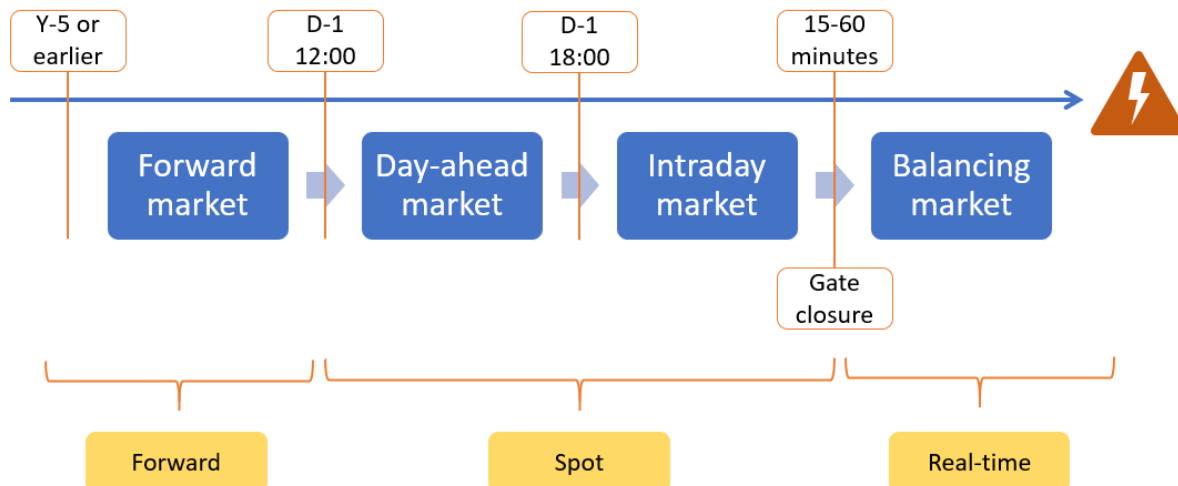 Y-5 or
earlier
D-1
12:00
D-1
18:00
15-60
minutes
Forward
market
Day-ahead
market
Intraday
market
Balancing
market
Gate
closure
Forward
Spot
Real-time